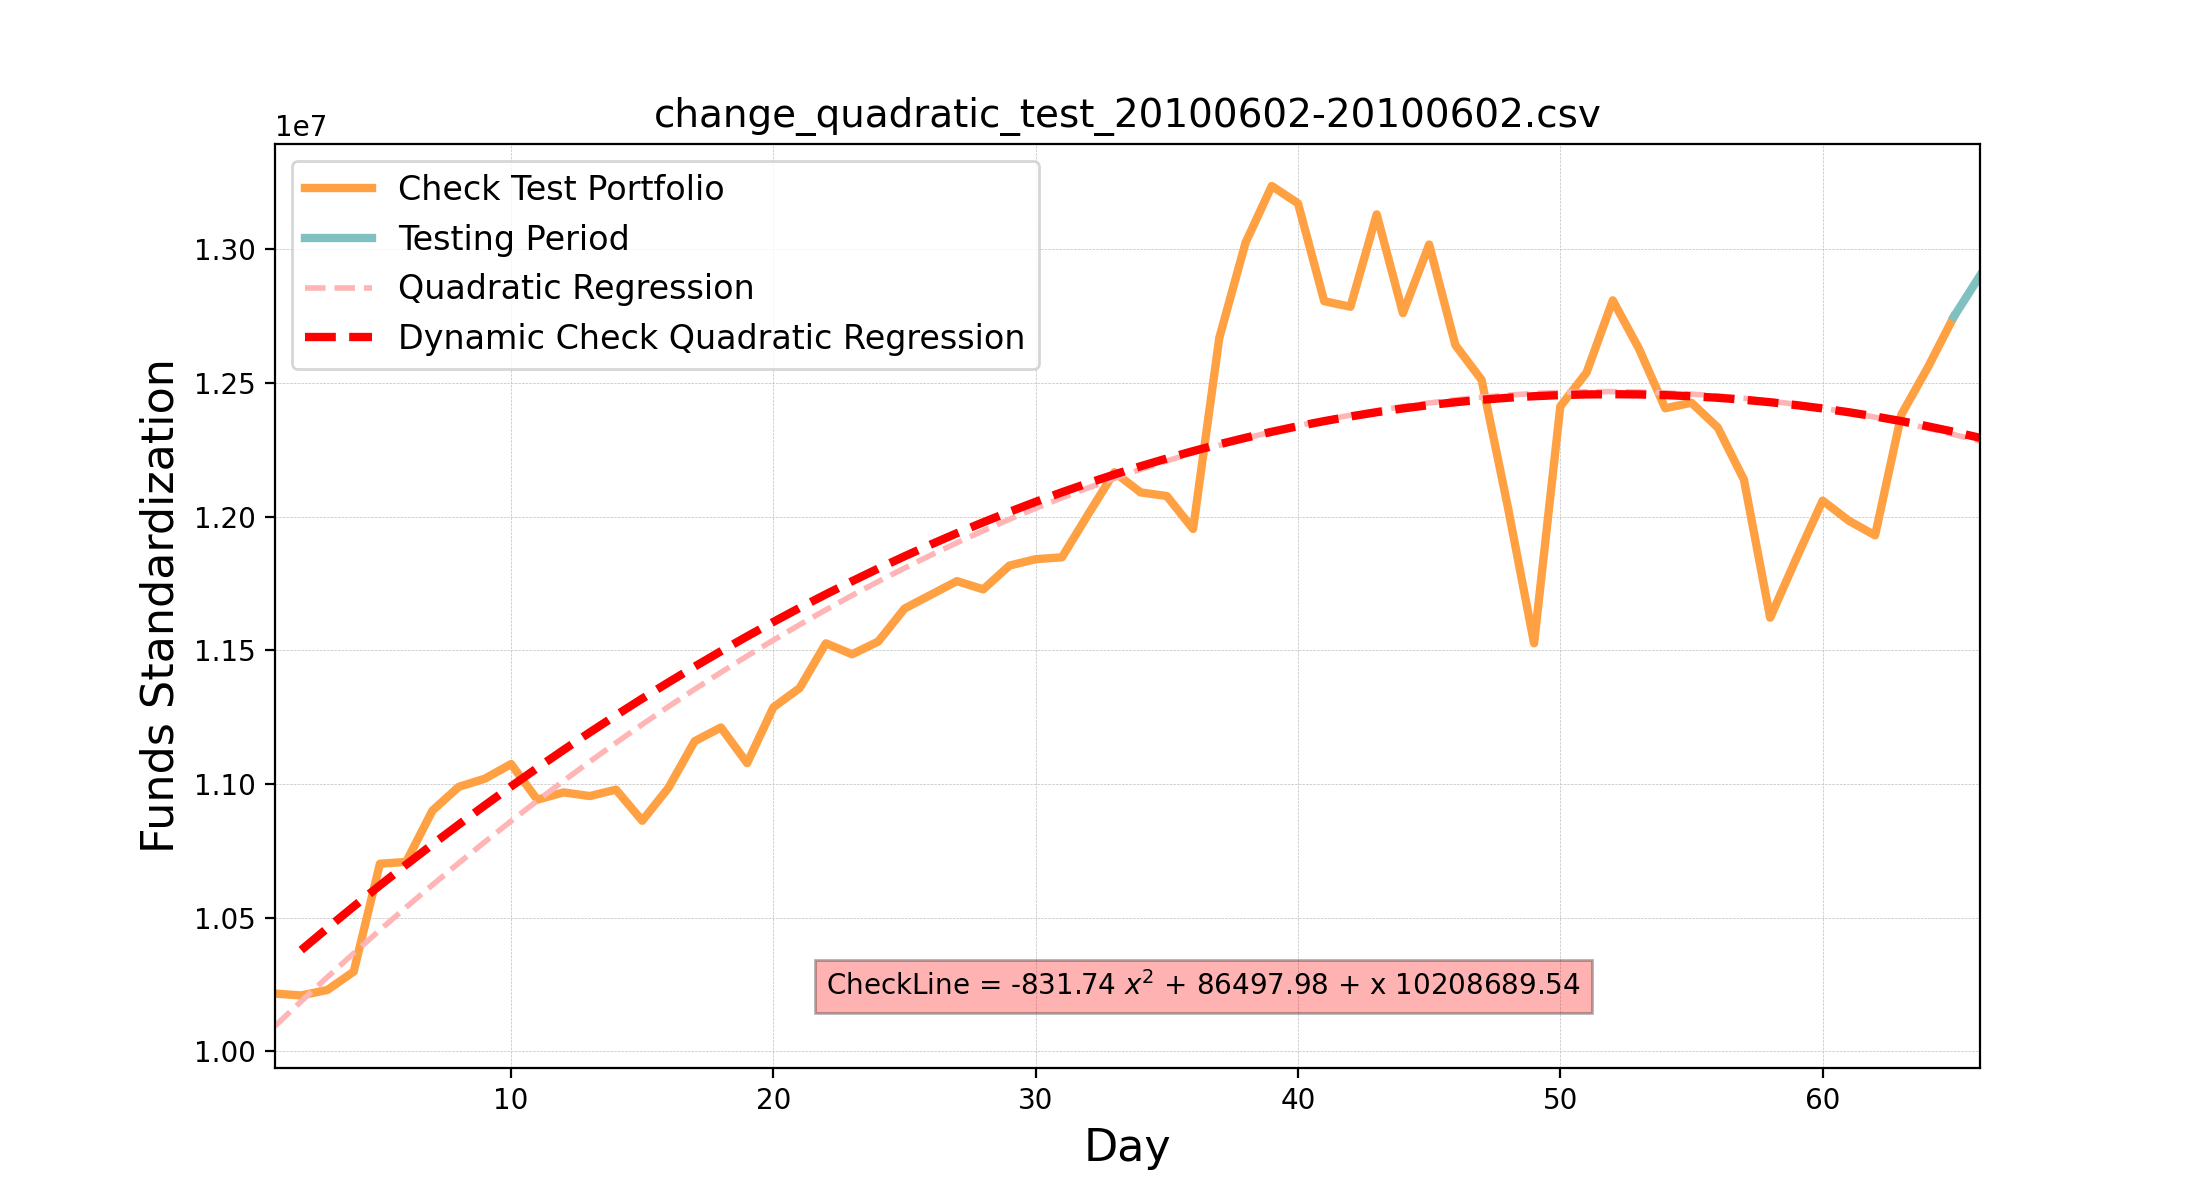 change_quadratic_test_20100602-20100602.csv
1e7
Check Test Portfolio
Testing Period
Quadratic Regression
Dynamic Check Quadratic Regression
Funds Standardization
1.30
1.25
1.20
1.15
1.10
1.05
1.00
CheckLine = -831.74 x² + 86497.98 + x 10208689.54
10 20 30 40 50 60
Day